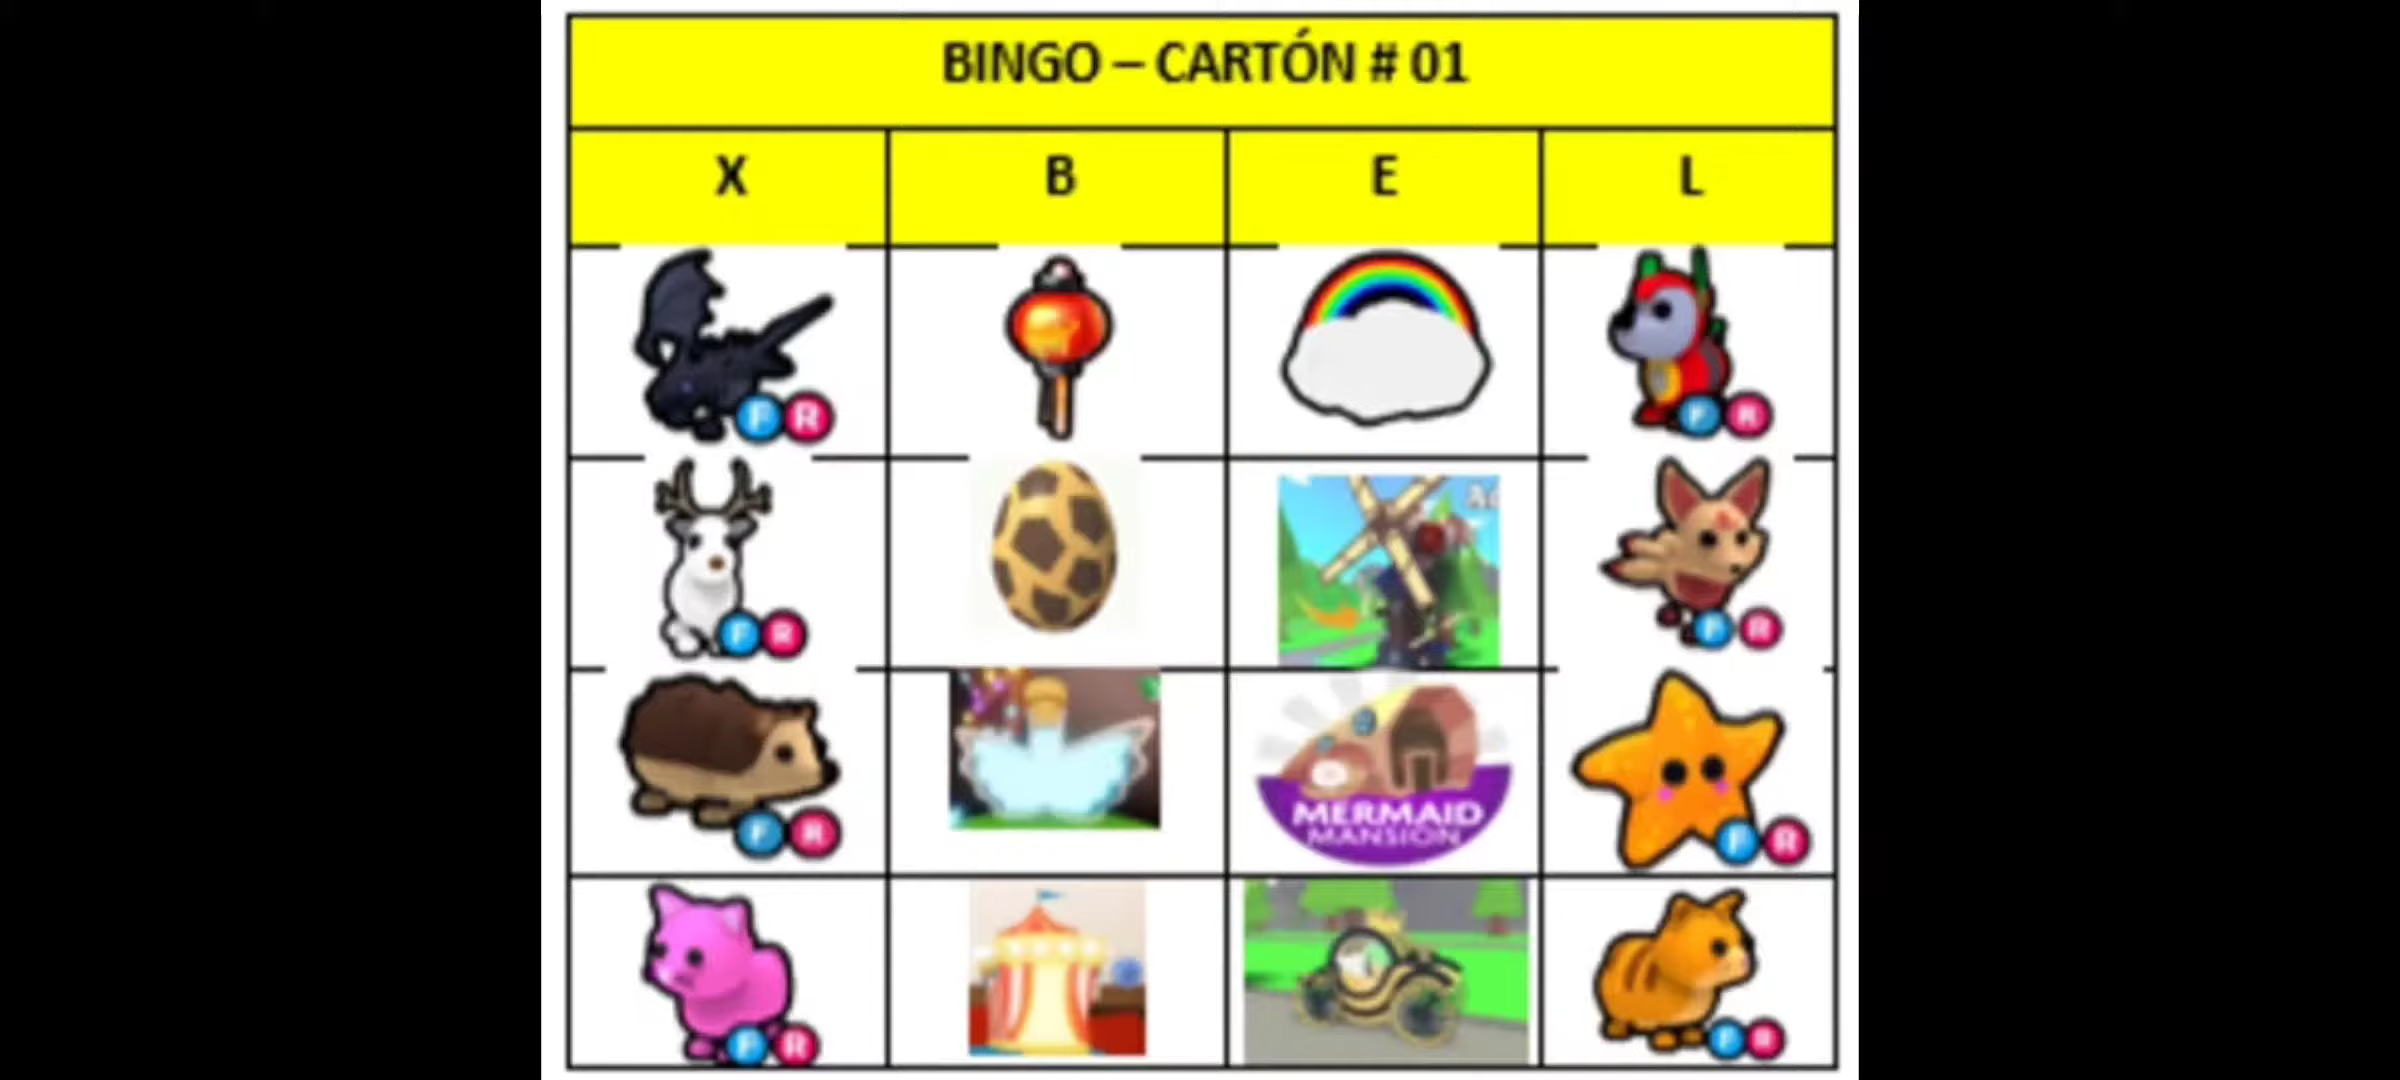 BINGO – CARTÓN # 01
X B E L
F R
F R
F R
F R
MERMAID
MANSION
F R
F R
F R
F R